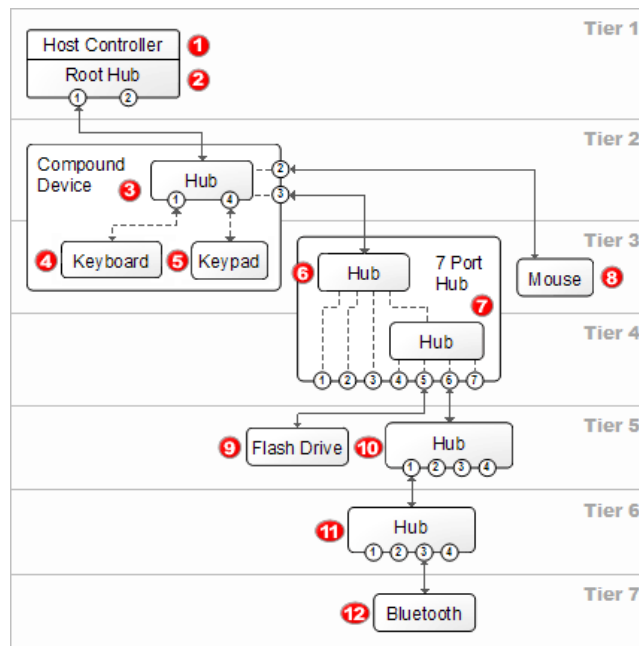 Tier 1
Host Controller 1
Root Hub 2
1 2
Tier 2
Compound
Device
Hub
3
1 4
2
3
Tier 3
4 Keyboard
5 Keypad
6 Hub
7 Port
Hub
7
Mouse 8
Tier 4
Hub
1 2 3 4 5 6 7
Tier 5
9 Flash Drive
10 Hub
1 2 3 4
Tier 6
11 Hub
1 2 3 4
Tier 7
12 Bluetooth